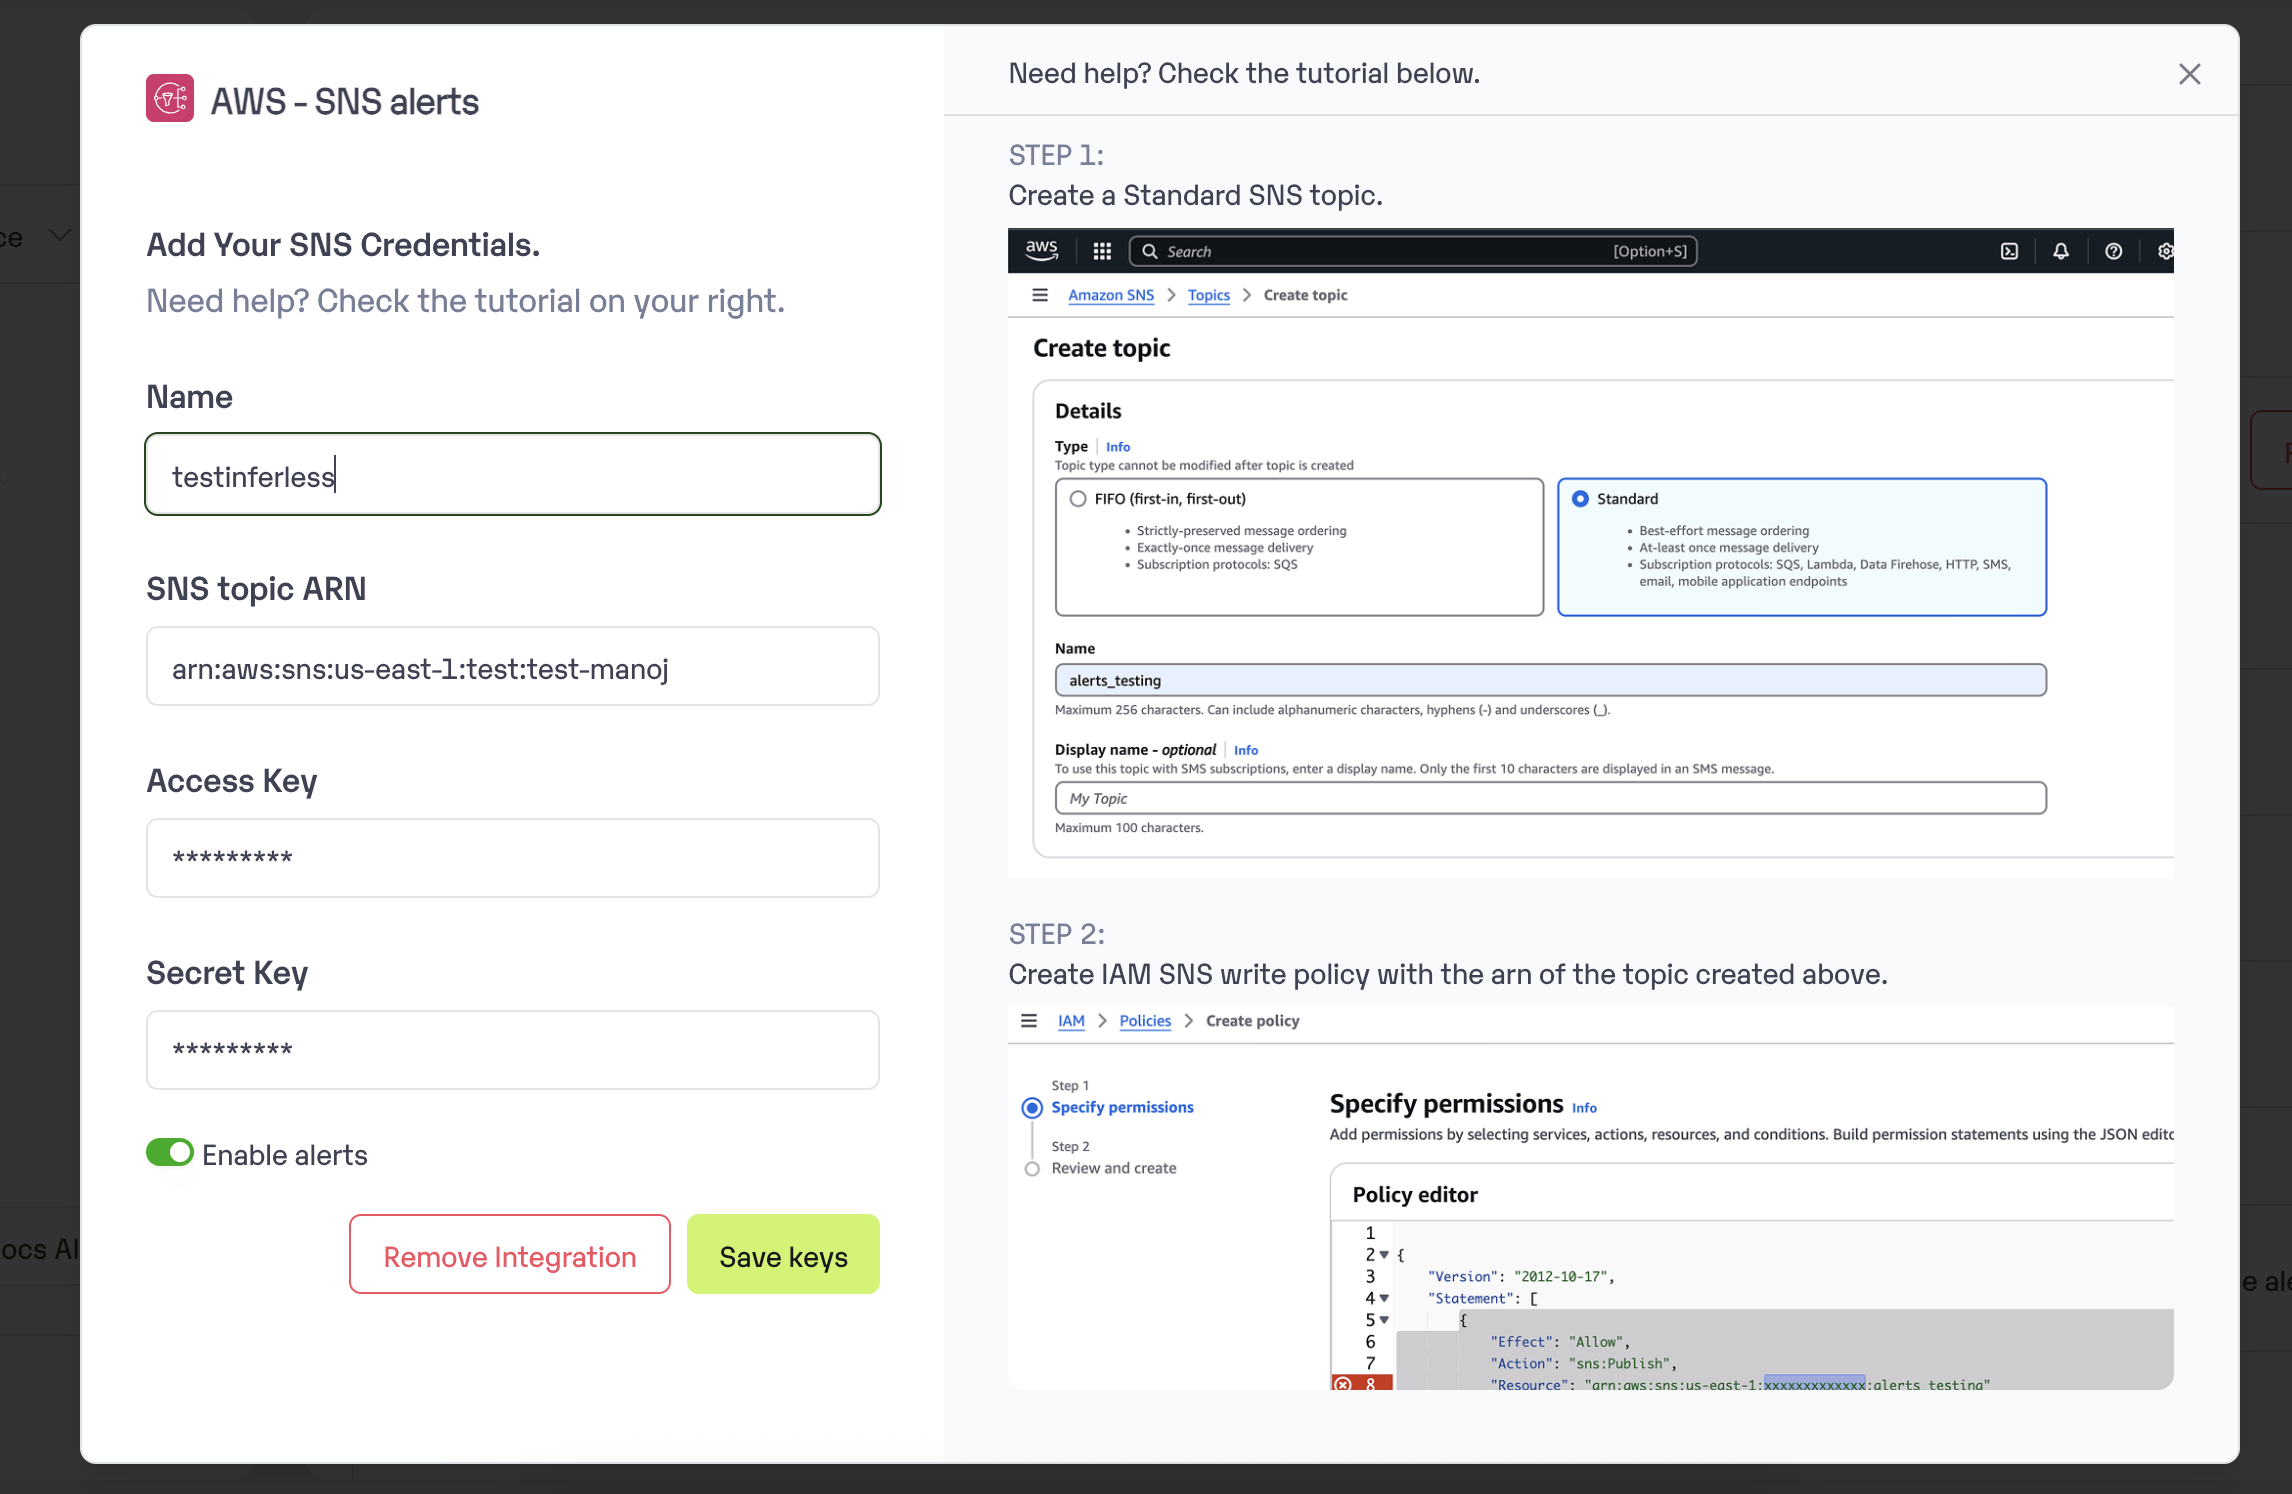 AWS - SNS alerts
Add Your SNS Credentials.
Need help? Check the tutorial on your right.
Name
testinferless
SNS topic ARN
arn:aws:sns:us-east-1:test:test-manoj
Access Key
*********
Secret Key
*********
Enable alerts
Remove Integration
Save keys
Need help? Check the tutorial below.
STEP 1:
Create a Standard SNS topic.
aws
Search
[Option+S]
Amazon SNS > Topics > Create topic
Create topic
Details
Type | Info
Topic type cannot be modified after topic is created
FIFO (first-in, first-out)
• Strictly-preserved message ordering
• Exactly-once message delivery
• Subscription protocols: SQS
Standard
• Best-effort message ordering
• At-least once message delivery
• Subscription protocols: SQS, Lambda, Data Firehose, HTTP, SMS,
email, mobile application endpoints
Name
alerts_testing
Maximum 256 characters. Can include alphanumeric characters, hyphens (-) and underscores (_).
Display name - optional | Info
To use this topic with SMS subscriptions, enter a display name. Only the first 10 characters are displayed in an SMS message.
My Topic
Maximum 100 characters.
STEP 2:
Create IAM SNS write policy with the arn of the topic created above.
IAM > Policies > Create policy
Step 1
Specify permissions
Step 2
Review and create
Specify permissions Info
Add permissions by selecting services, actions, resources, and conditions. Build permission statements using the JSON edito
Policy editor
1
2 {
3 "Version": "2012-10-17",
4 "Statement": [
5 {
6 "Effect": "Allow",
7 "Action": "sns:Publish",
8 "Resource": "arn:aws:sns:us-east-1:xxxxxxxxxxxxx:alerts_testing"
ocs AI